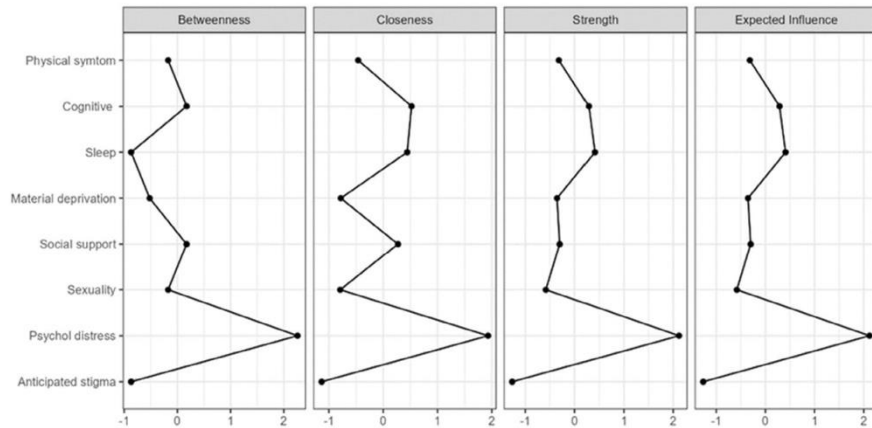 Betweenness Closeness Strength Expected Influence
Physical symtom
Cognitive
Sleep
Material deprivation
Social support
Sexuality
Psychol distress
Anticipated stigma
-1 0 1 2 -1 0 1 2 -1 0 1 2 -1 0 1 2